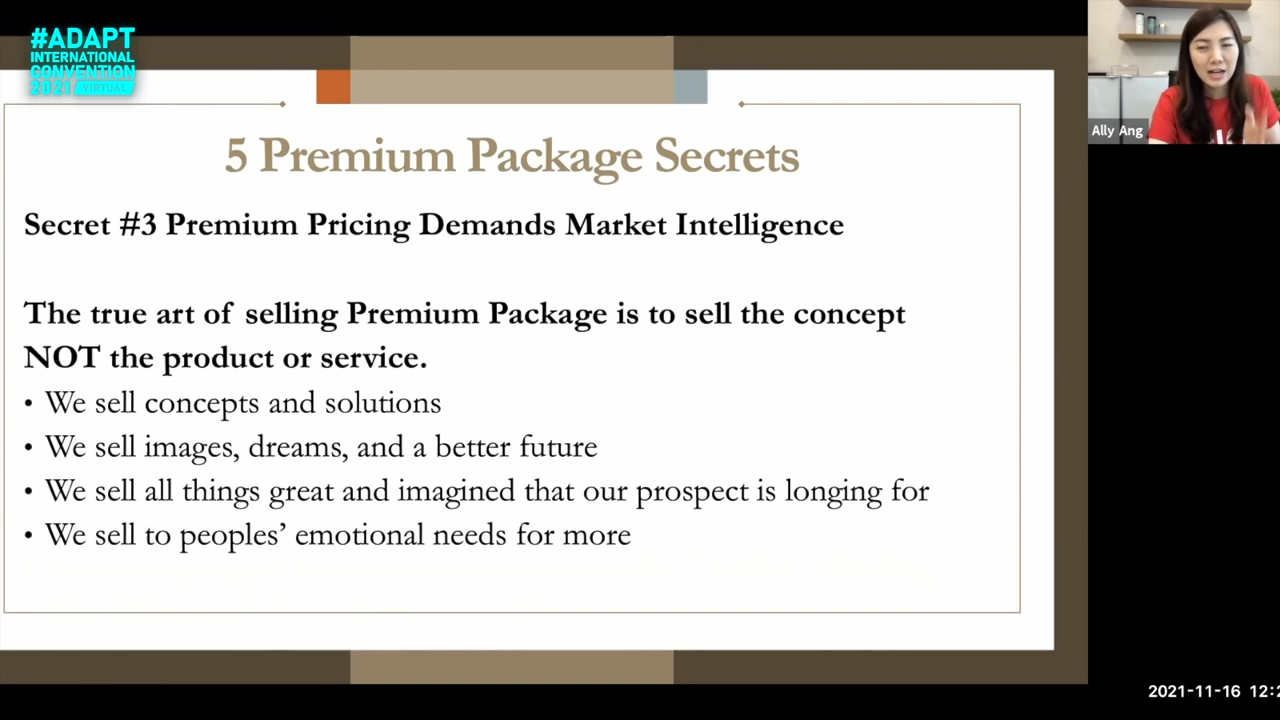 #ADAPT
INTERNATIONAL
CONVENTION
2021 VIRTUAL
Ally Ang
5 Premium Package Secrets
Secret #3 Premium Pricing Demands Market Intelligence
The true art of selling Premium Package is to sell the concept
NOT the product or service.
• We sell concepts and solutions
• We sell images, dreams, and a better future
• We sell all things great and imagined that our prospect is longing for
• We sell to peoples’ emotional needs for more
2021-11-16